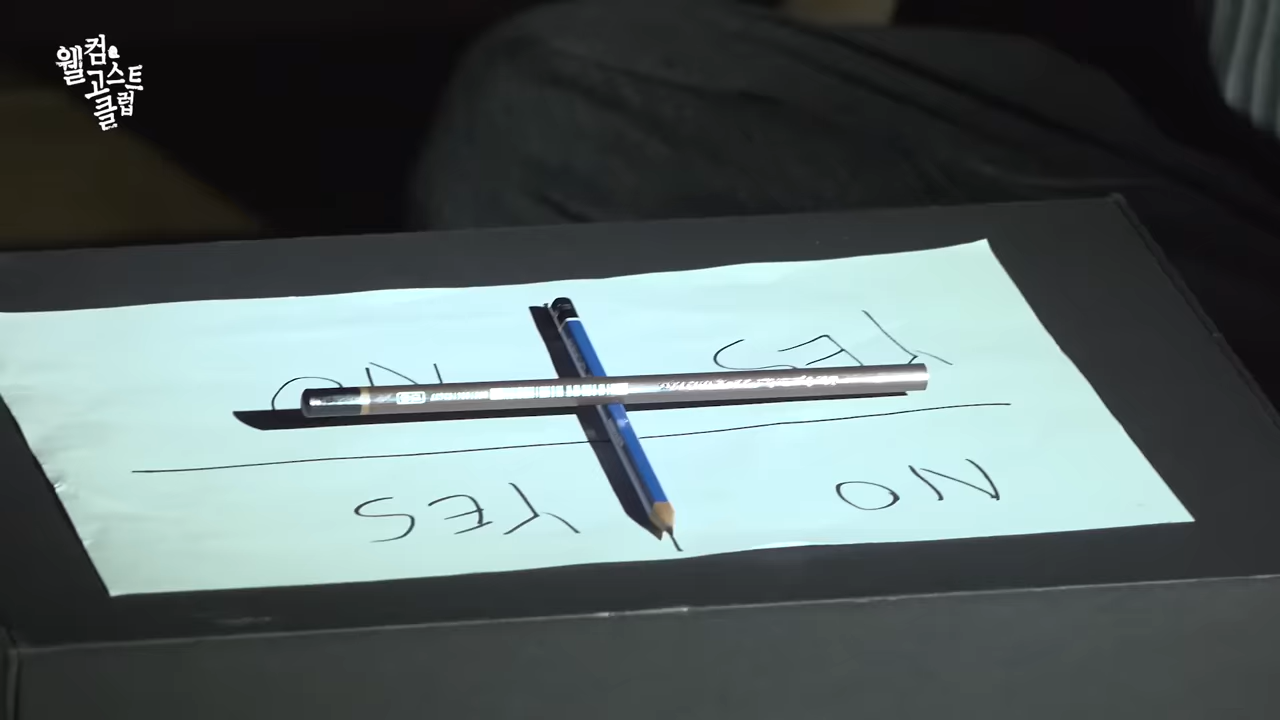 웰컴
고스트
클럽
NO YES
YES NO